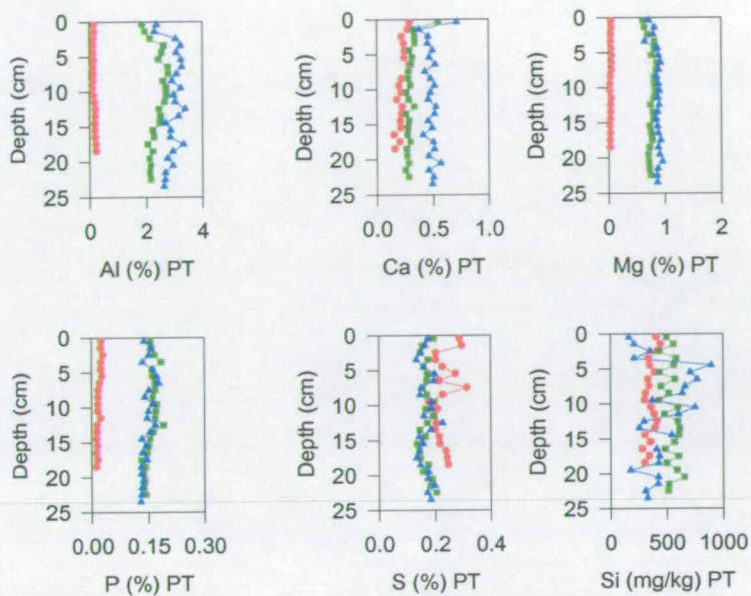 Depth (cm)
0
5
10
15
20
25
0 2 4
Al (%) PT
Depth (cm)
0
5
10
15
20
25
0.0 0.5 1.0
Ca (%) PT
Depth (cm)
0
5
10
15
20
25
0 1 2
Mg (%) PT
Depth (cm)
0
5
10
15
20
25
0.00 0.15 0.30
P (%) PT
Depth (cm)
0
5
10
15
20
25
0.0 0.2 0.4
S (%) PT
Depth (cm)
0
5
10
15
20
25
0 500 1000
Si (mg/kg) PT